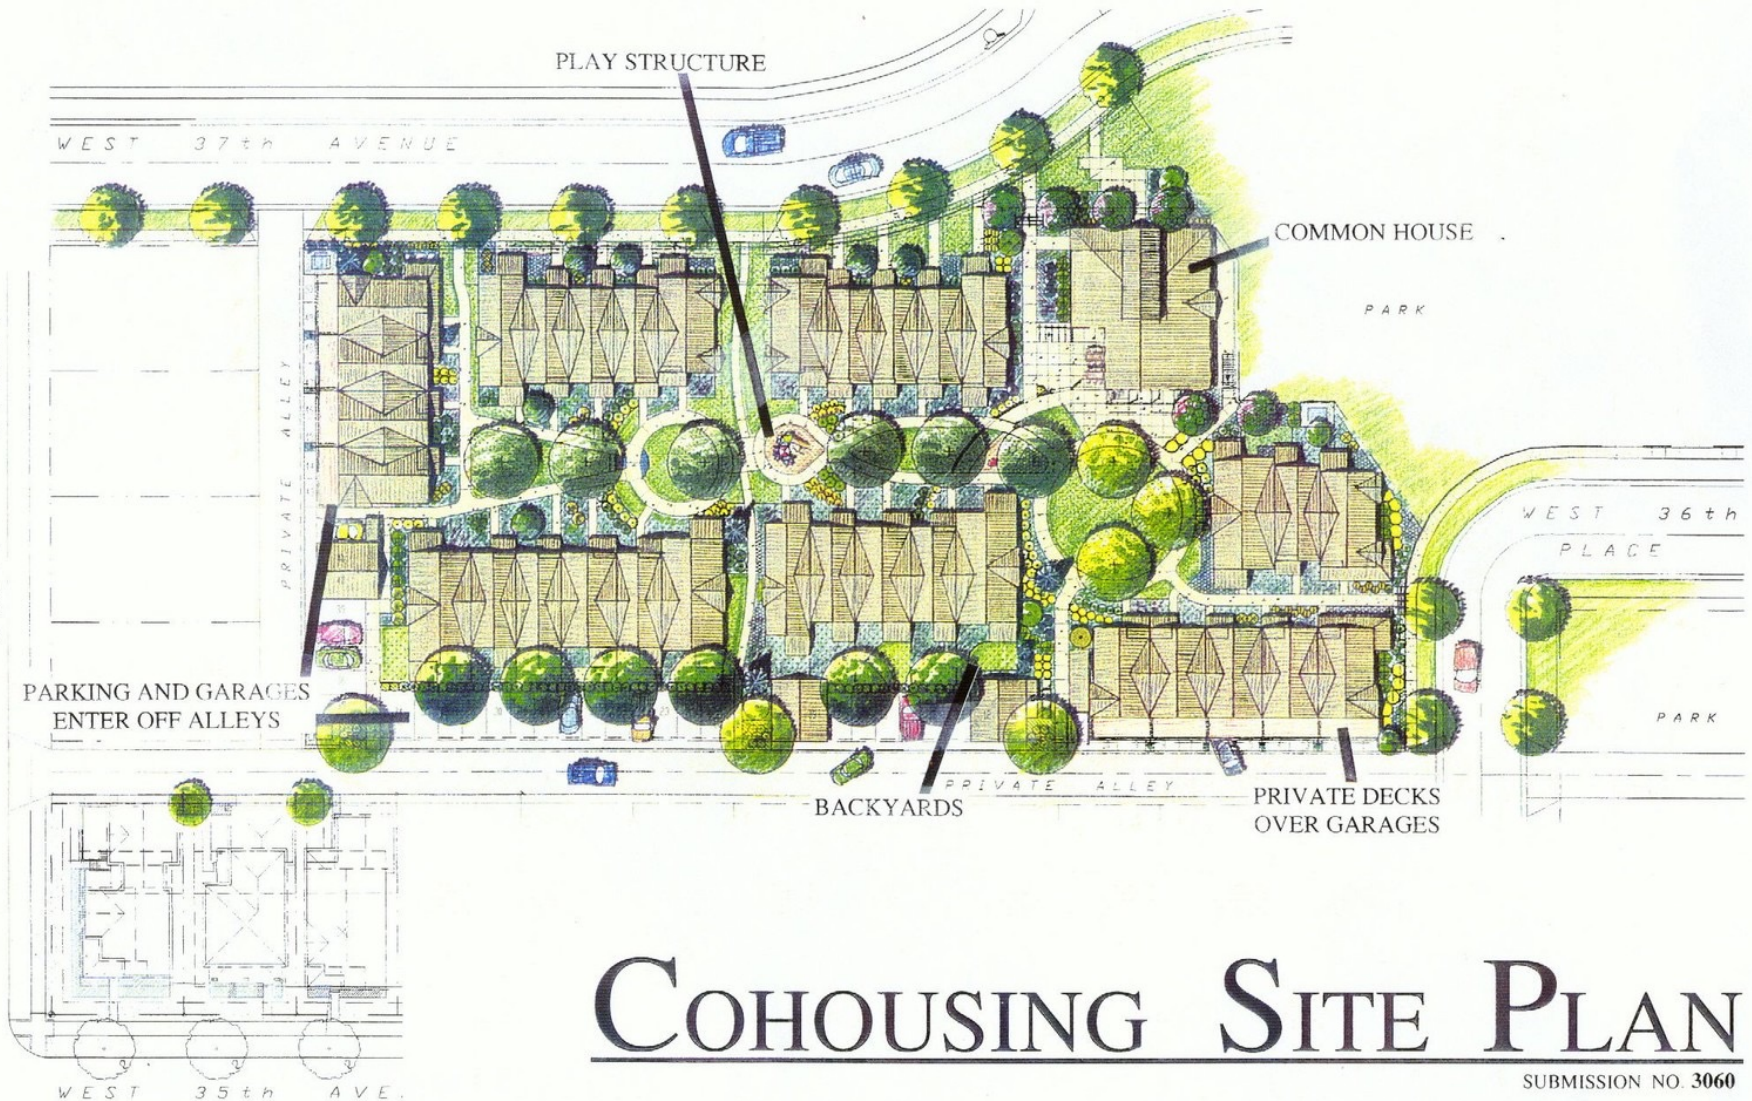 PLAY STRUCTURE
WEST 37th AVENUE
COMMON HOUSE
PARK
PRIVATE ALLEY
WEST 36th
PLACE
PARKING AND GARAGES
ENTER OFF ALLEYS
PARK
PRIVATE ALLEY
BACKYARDS
PRIVATE DECKS
OVER GARAGES
COHOUSING SITE PLAN
SUBMISSION NO. 3060
WEST 35th AVE.